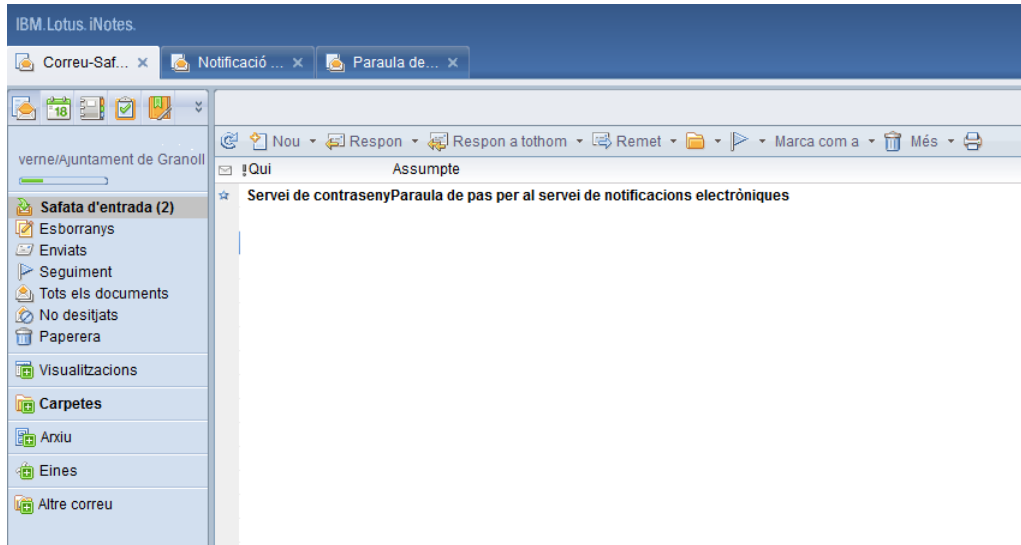 IBM.Lotus.iNotes.
Correu-Saf... × Notificació ... × Paraula de... ×
18
Nou Respon Respon a tothom Remet Marca com a Més
verne/Ajuntament de Granoll
! Qui Assumpte
Servei de contrasenyParaula de pas per al servei de notificacions electròniques
Safata d'entrada (2)
Esborranys
Enviats
Seguiment
Tots els documents
No desitjats
Paperera
Visualitzacions
Carpetes
Arxiu
Eines
Altre correu